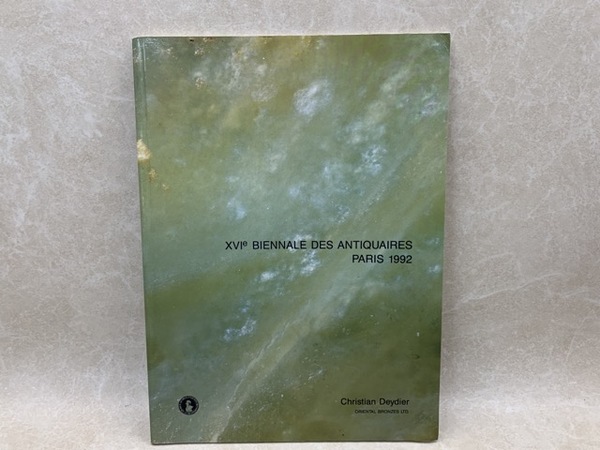 XVIᵉ BIENNALE DES ANTIQUAIRES
PARIS 1992
Christian Deydier
ORIENTAL BRONZES LTD.